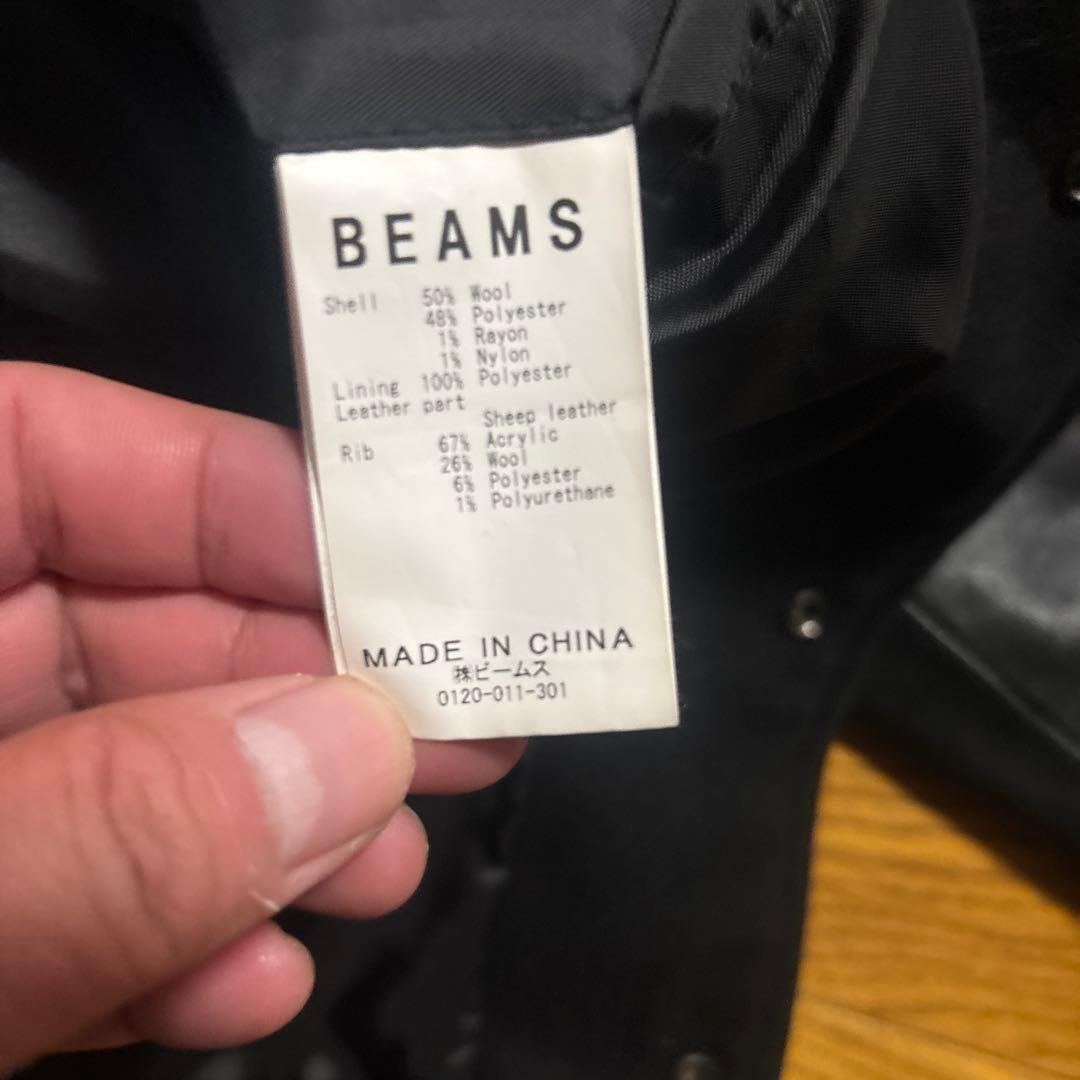 BEAMS
Shell 50% Wool
48% Polyester
1% Rayon
1% Nylon
Lining 100% Polyester
Leather part
Sheep leather
Rib 67% Acrylic
26% Wool
6% Polyester
1% Polyurethane
MADE IN CHINA
㈱ビームス
0120-011-301